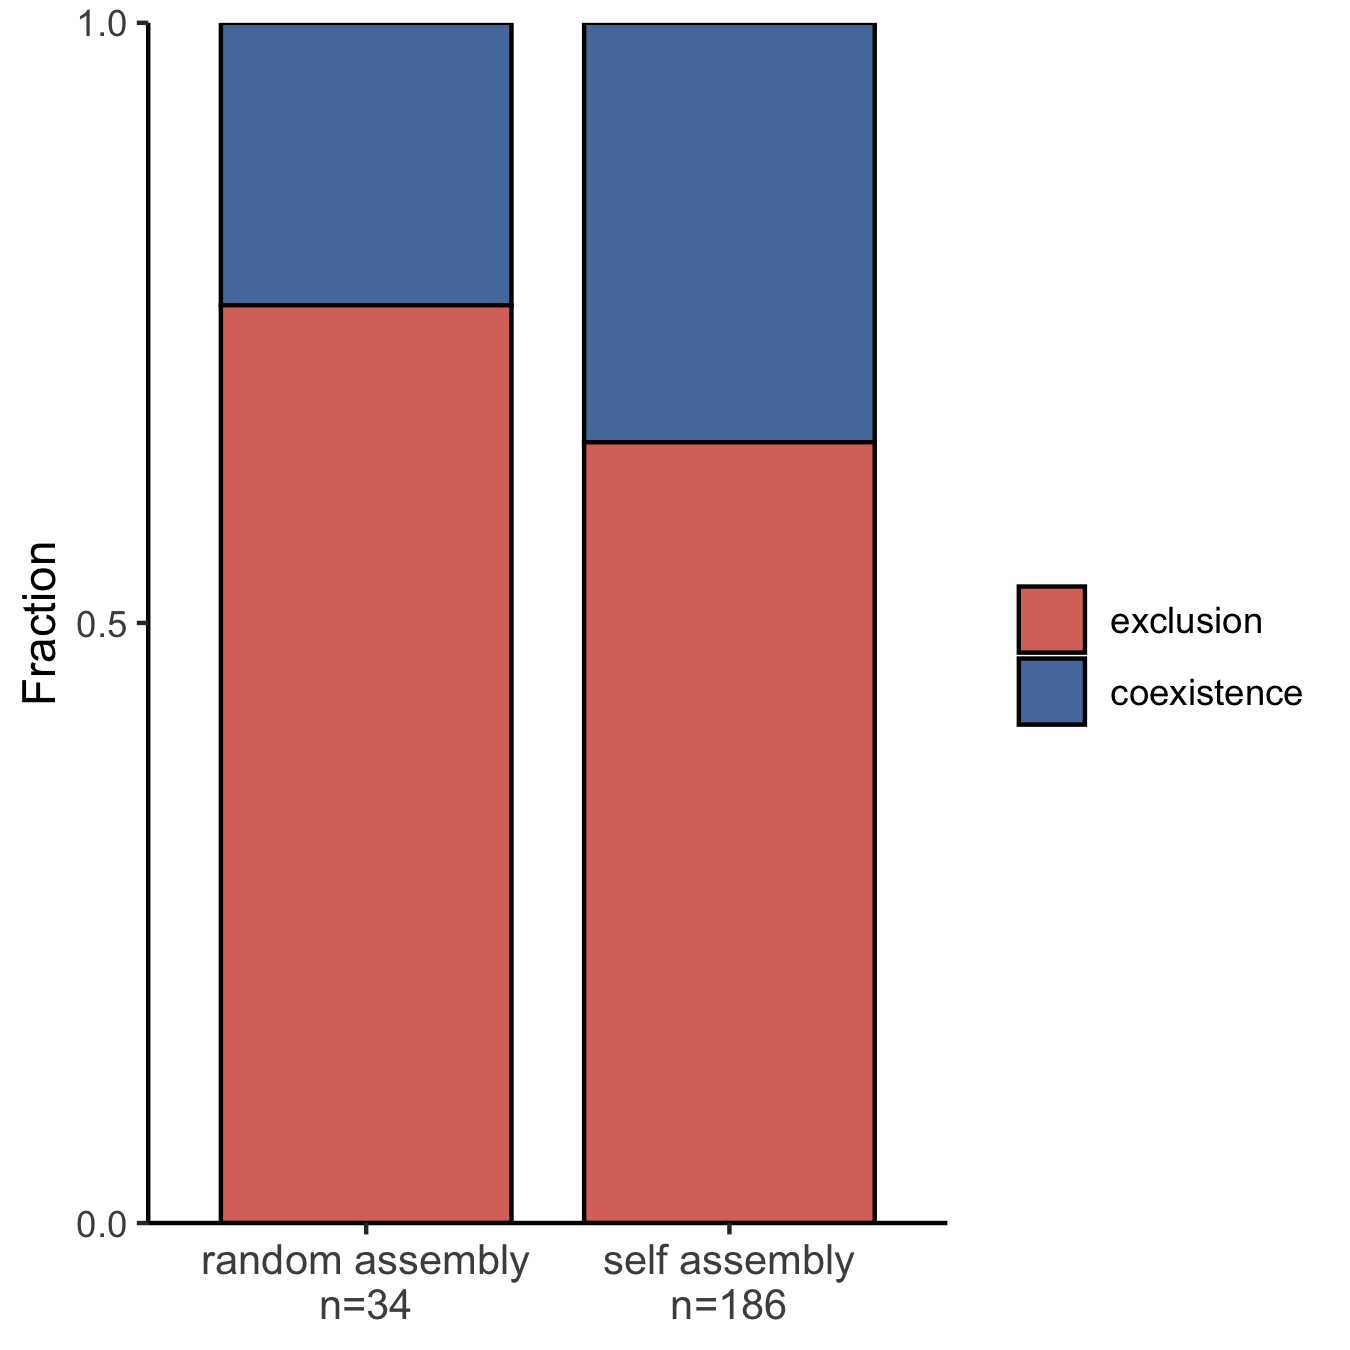 1.0
0.5
0.0
Fraction
random assembly
n=34
self assembly
n=186
exclusion
coexistence